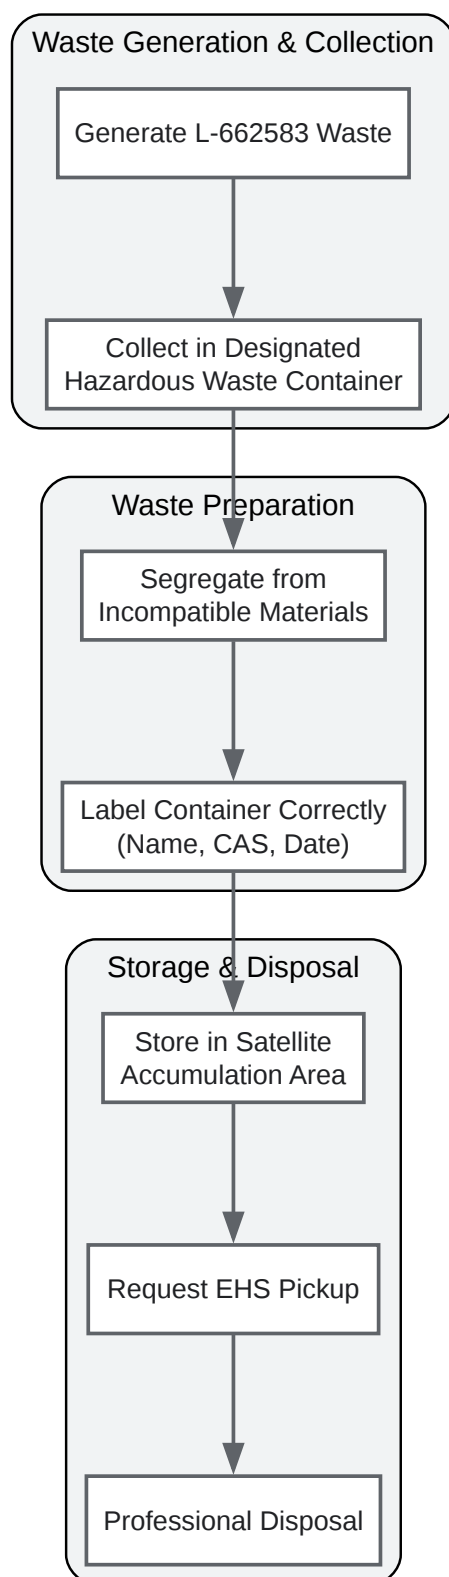 Waste Generation & Collection
Generate L-662583 Waste
Collect in Designated
Hazardous Waste Container
Waste Preparation
Segregate from
Incompatible Materials
Label Container Correctly
(Name, CAS, Date)
Storage & Disposal
Store in Satellite
Accumulation Area
Request EHS Pickup
Professional Disposal